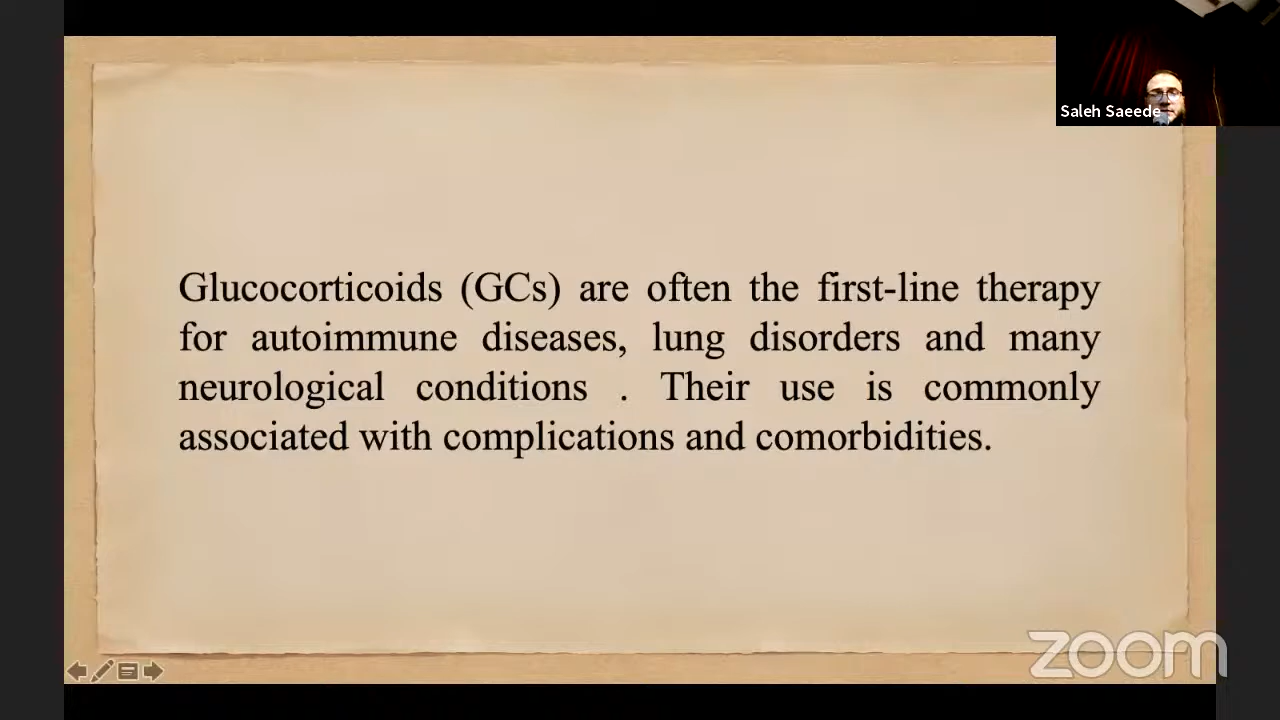 Saleh Saeede
Glucocorticoids (GCs) are often the first-line therapy
for autoimmune diseases, lung disorders and many
neurological conditions . Their use is commonly
associated with complications and comorbidities.
zoom